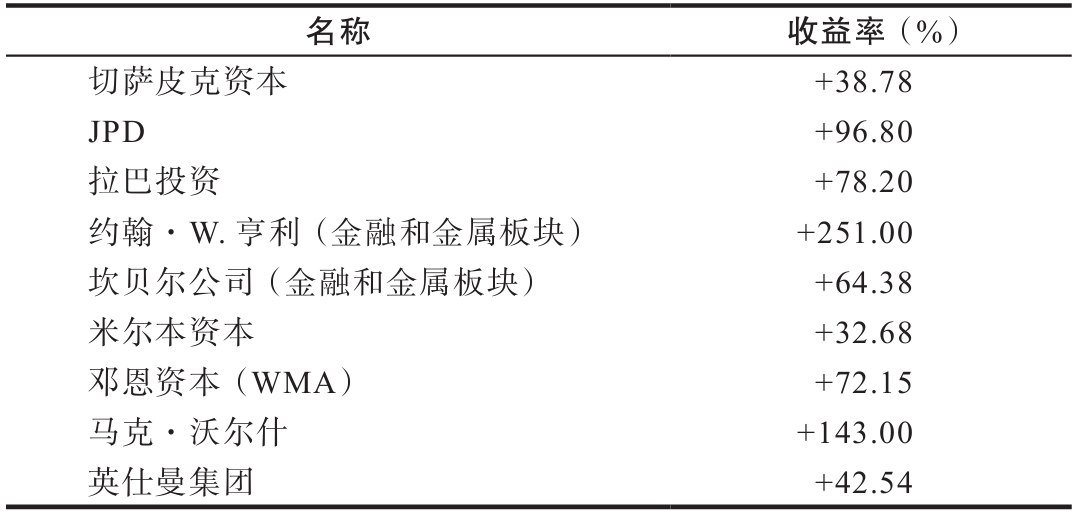 名称 收益率（%）
切萨皮克资本 +38.78
JPD +96.80
拉巴投资 +78.20
约翰·W. 亨利（金融和金属板块） +251.00
坎贝尔公司（金融和金属板块） +64.38
米尔本资本 +32.68
邓恩资本（WMA） +72.15
马克·沃尔什 +143.00
英仕曼集团 +42.54